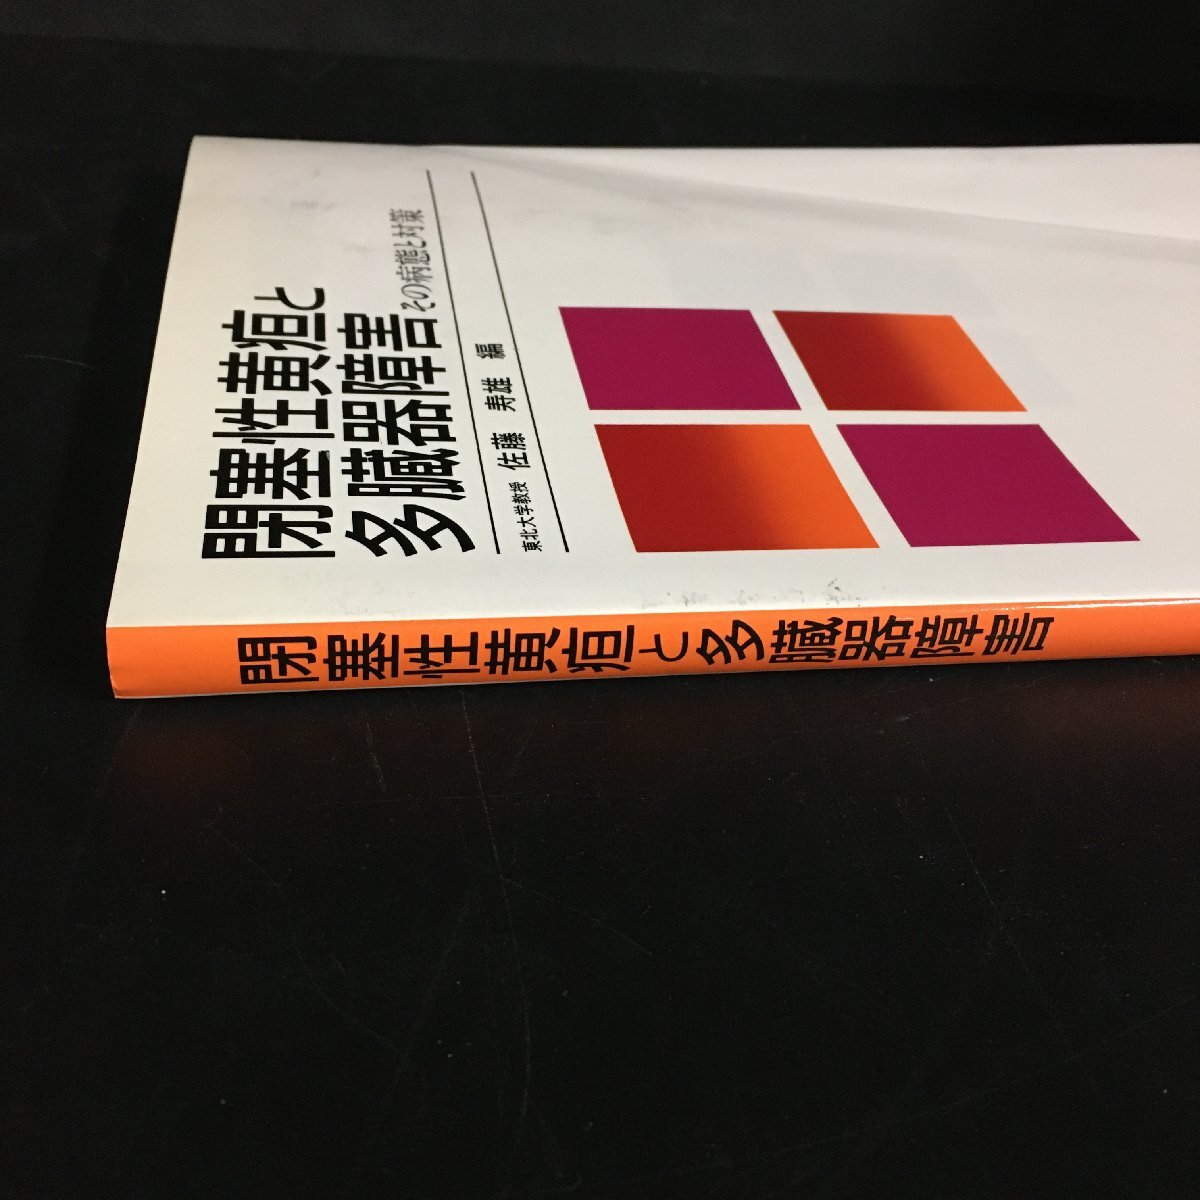 閉塞性黄疸と
多臓器障害
その病態と対策
東北大学教授 佐藤 寿雄 編
閉塞性黄疸と多臓器障害